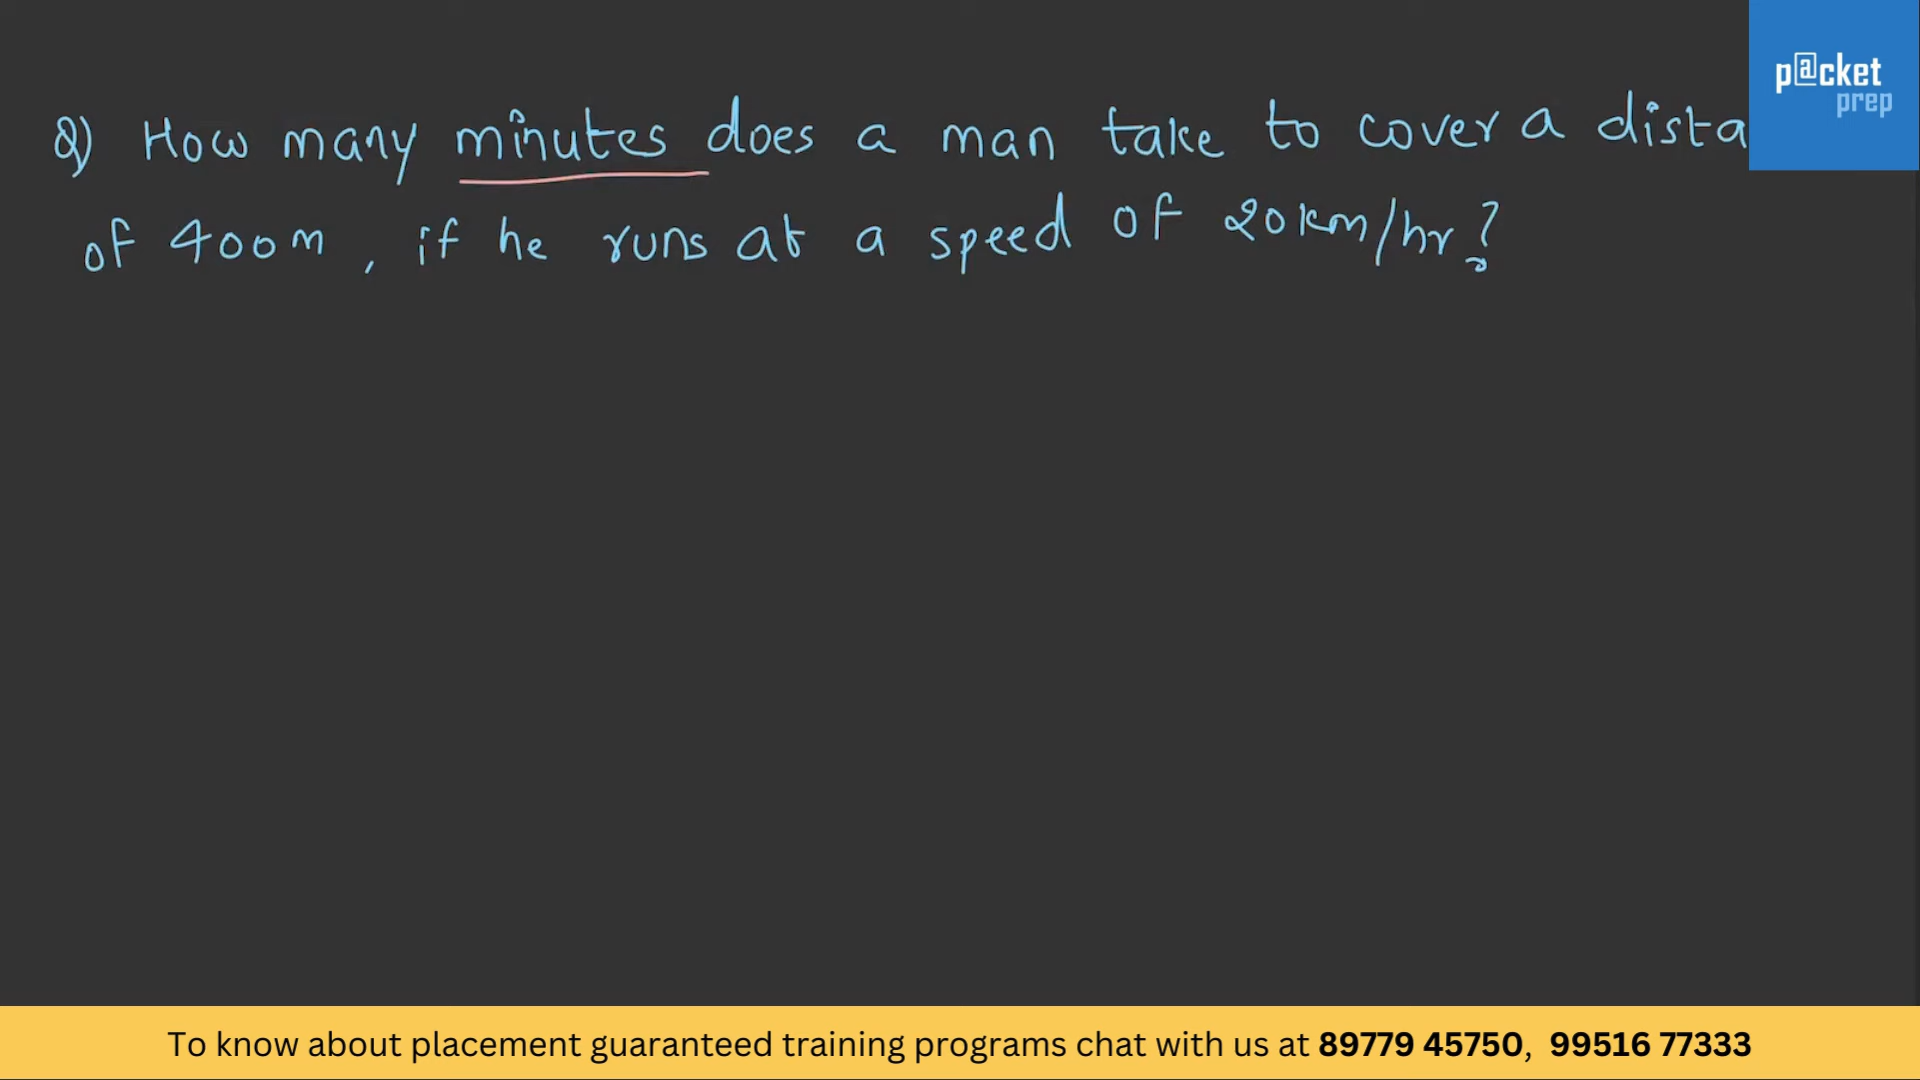 p@cket
prep
Q) How many minutes does a man take to cover a dista
of 400m, if he runs at a speed of 20km/hr?
To know about placement guaranteed training programs chat with us at 89779 45750, 99516 77333